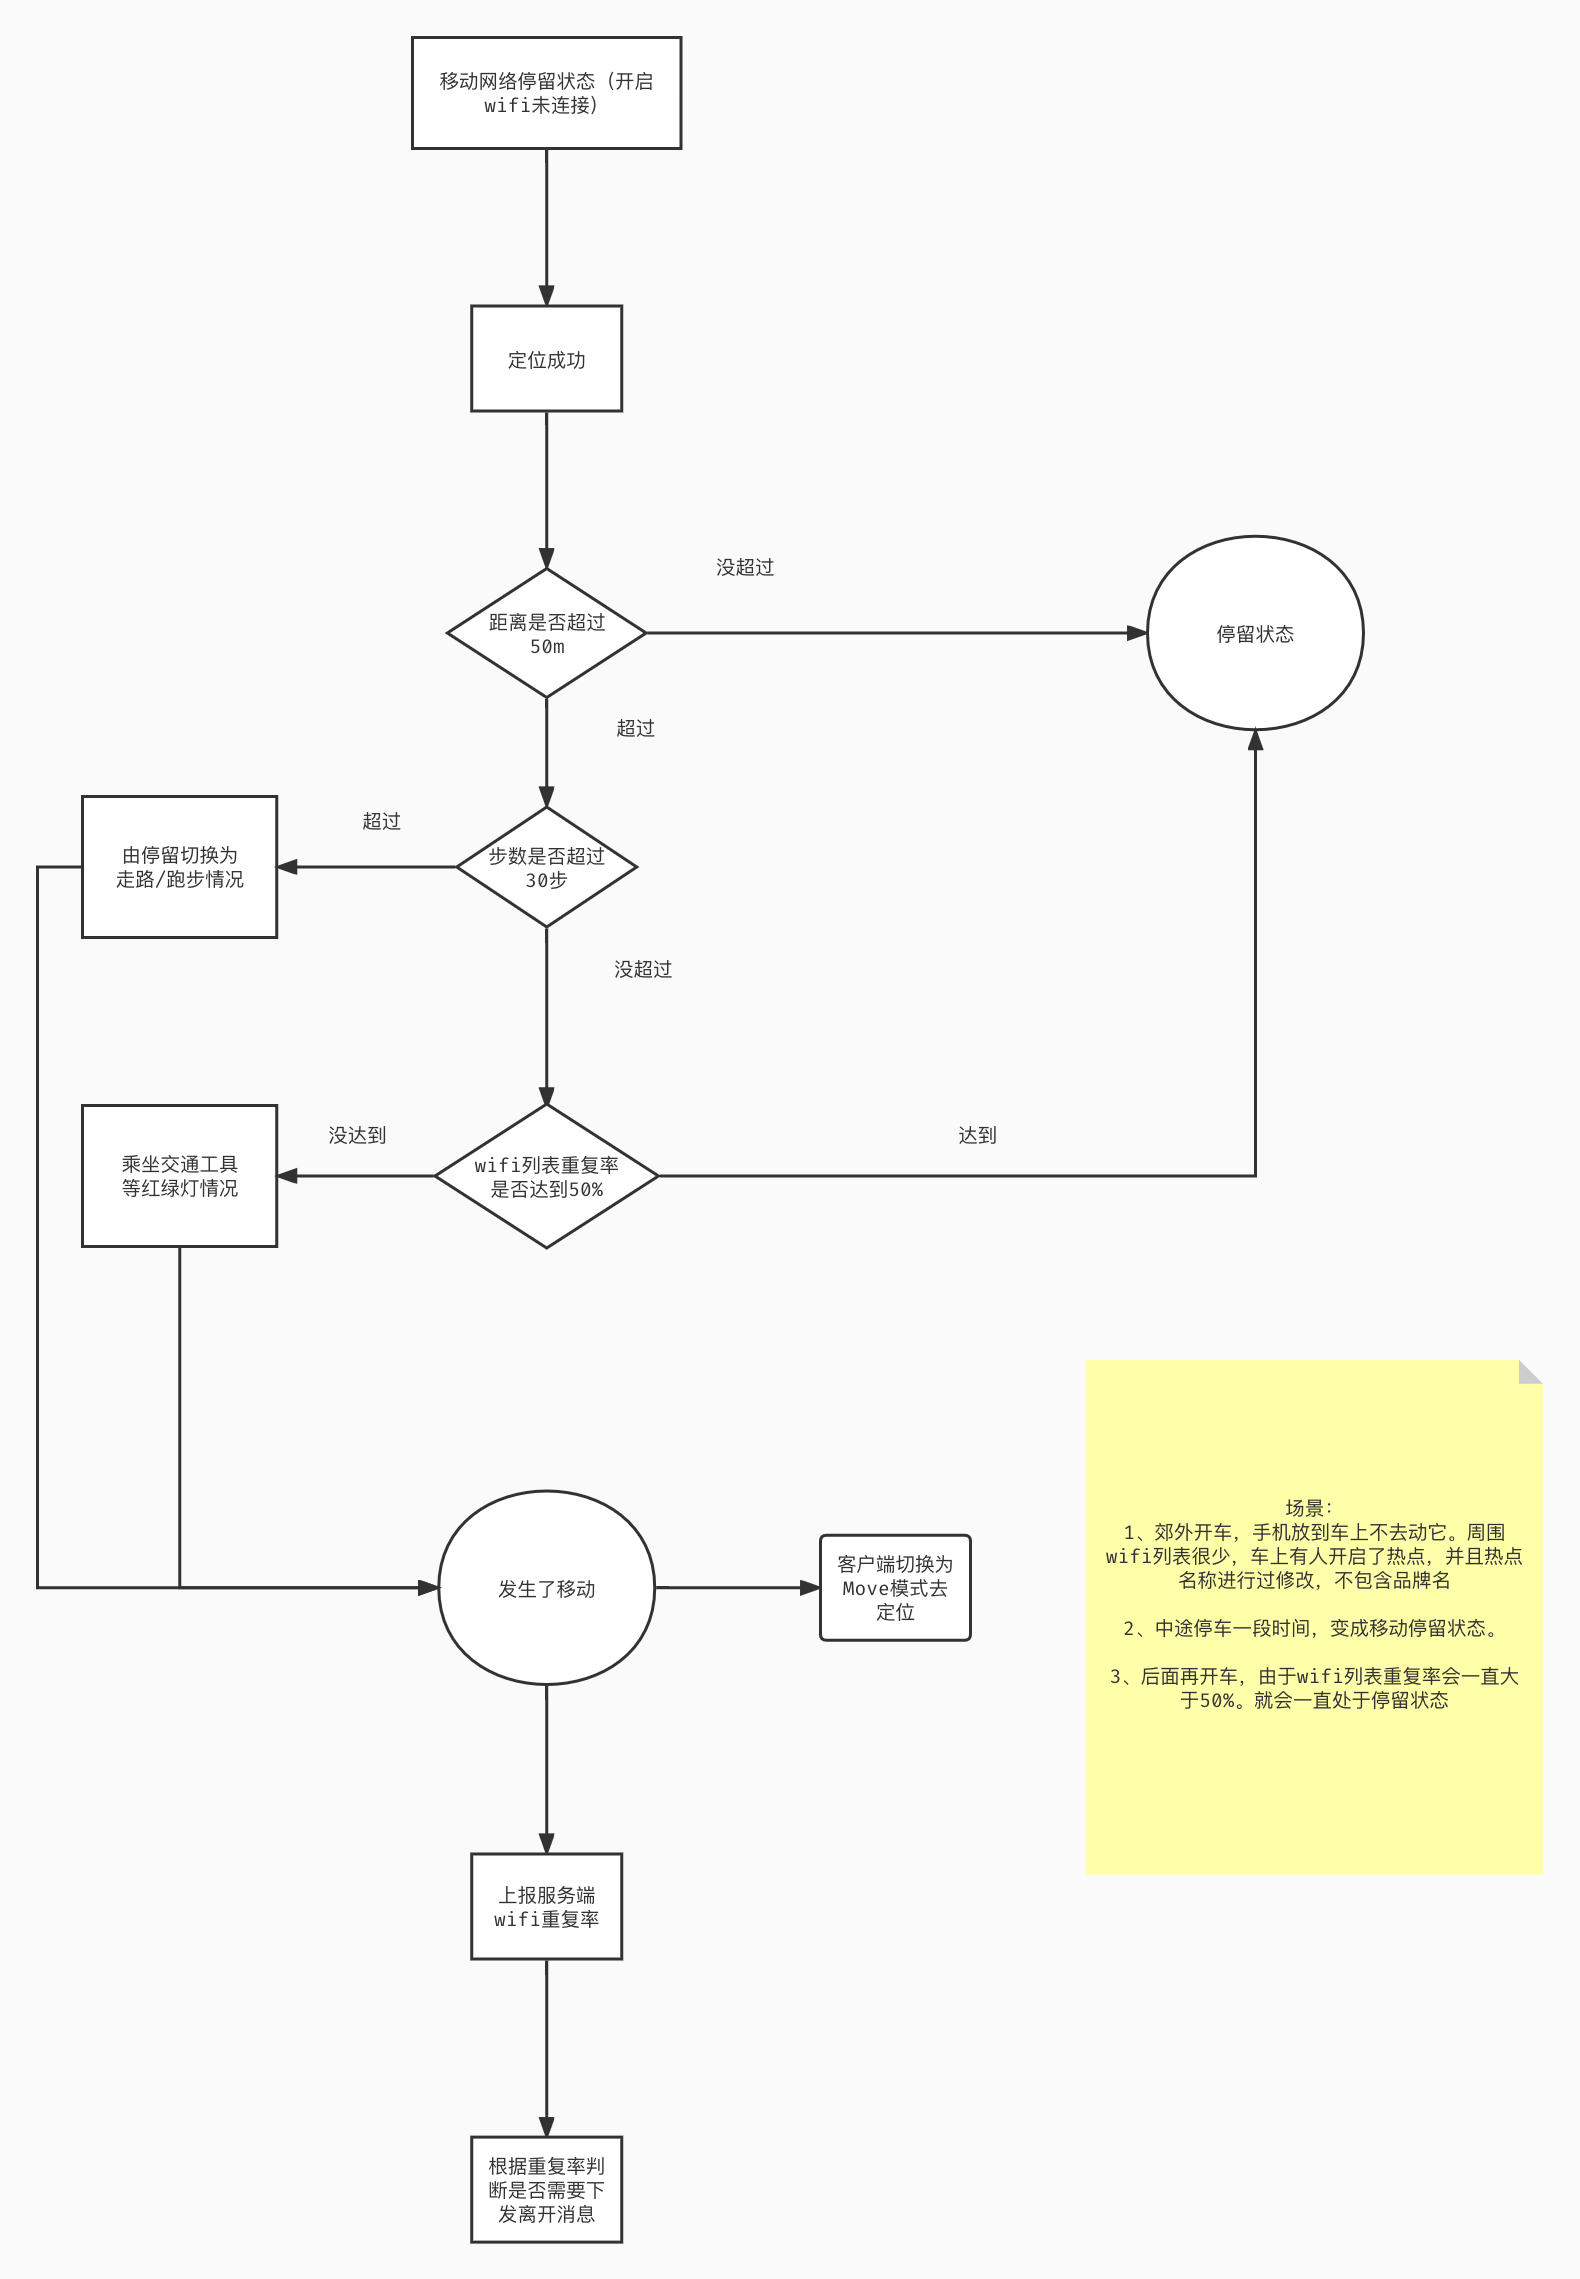 移动网络停留状态（开启
wifi未连接）
定位成功
没超过
距离是否超过
50m
停留状态
超过
超过
由停留切换为
走路/跑步情况
步数是否超过
30步
没超过
没达到
达到
乘坐交通工具
等红绿灯情况
wifi列表重复率
是否达到50%
场景：
1、郊外开车，手机放到车上不去动它。周围
wifi列表很少，车上有人开启了热点，并且热点
名称进行过修改，不包含品牌名
2、中途停车一段时间，变成移动停留状态。
3、后面再开车，由于wifi列表重复率会一直大
于50%。就会一直处于停留状态
发生了移动
客户端切换为
Move模式去
定位
上报服务端
wifi重复率
根据重复率判
断是否需要下
发离开消息